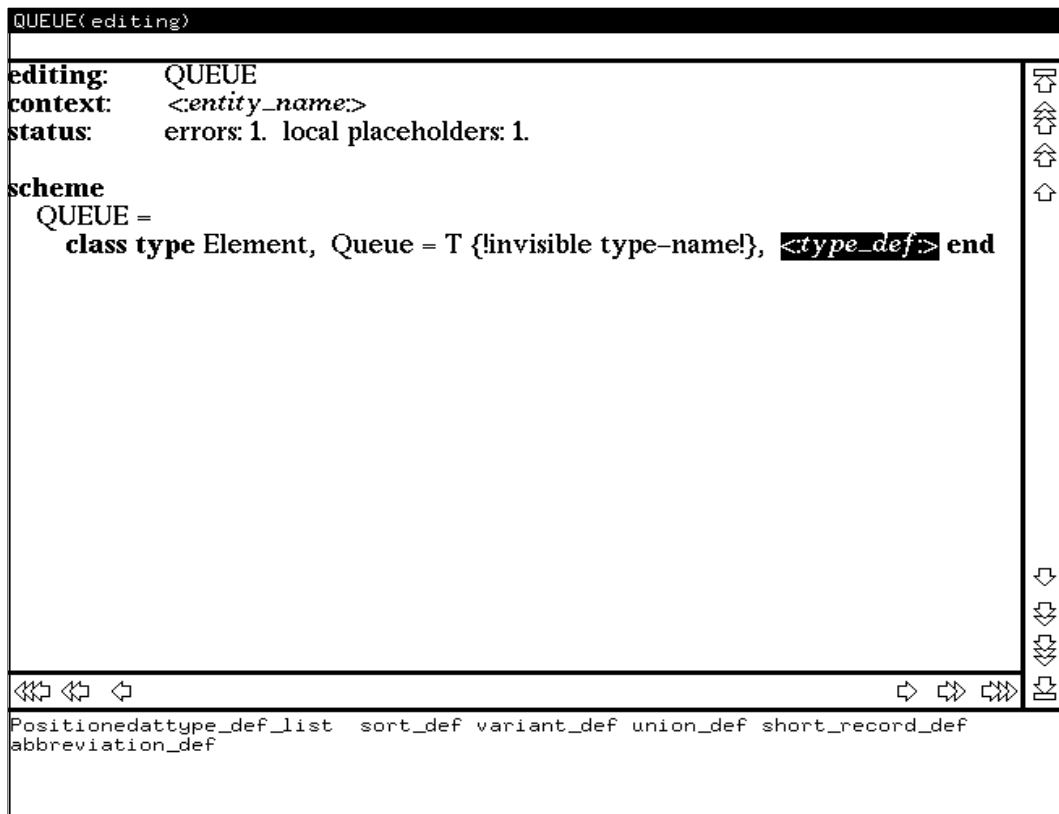 QUEUE(editing)
editing: QUEUE
context: <:entity_name:>
status: errors: 1. local placeholders: 1.
scheme
QUEUE =
class type Element, Queue = T {!invisible type–name!}, <:type_def:> end
Positionedattype_def_list sort_def variant_def union_def short_record_def
abbreviation_def